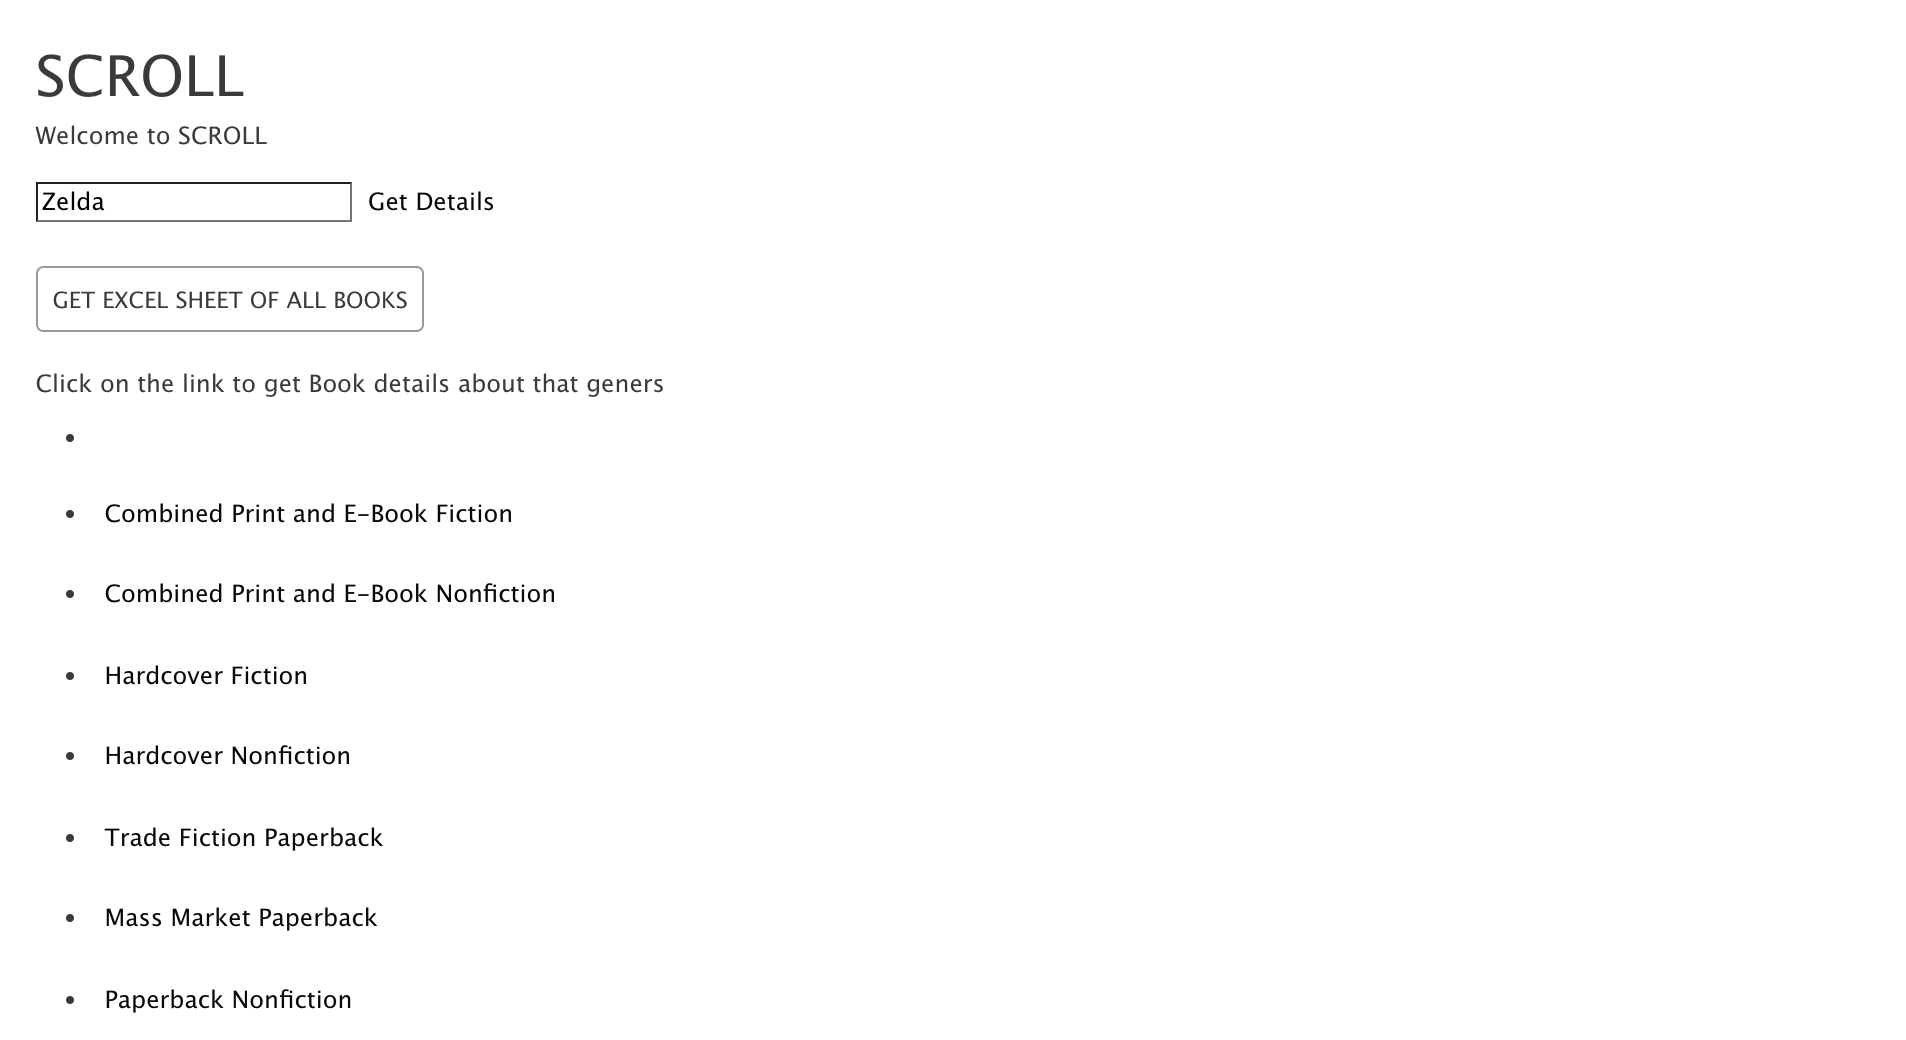 SCROLL
Welcome to SCROLL
Zelda Get Details
GET EXCEL SHEET OF ALL BOOKS
Click on the link to get Book details about that geners
Combined Print and E-Book Fiction
Combined Print and E-Book Nonfiction
Hardcover Fiction
Hardcover Nonfiction
Trade Fiction Paperback
Mass Market Paperback
Paperback Nonfiction